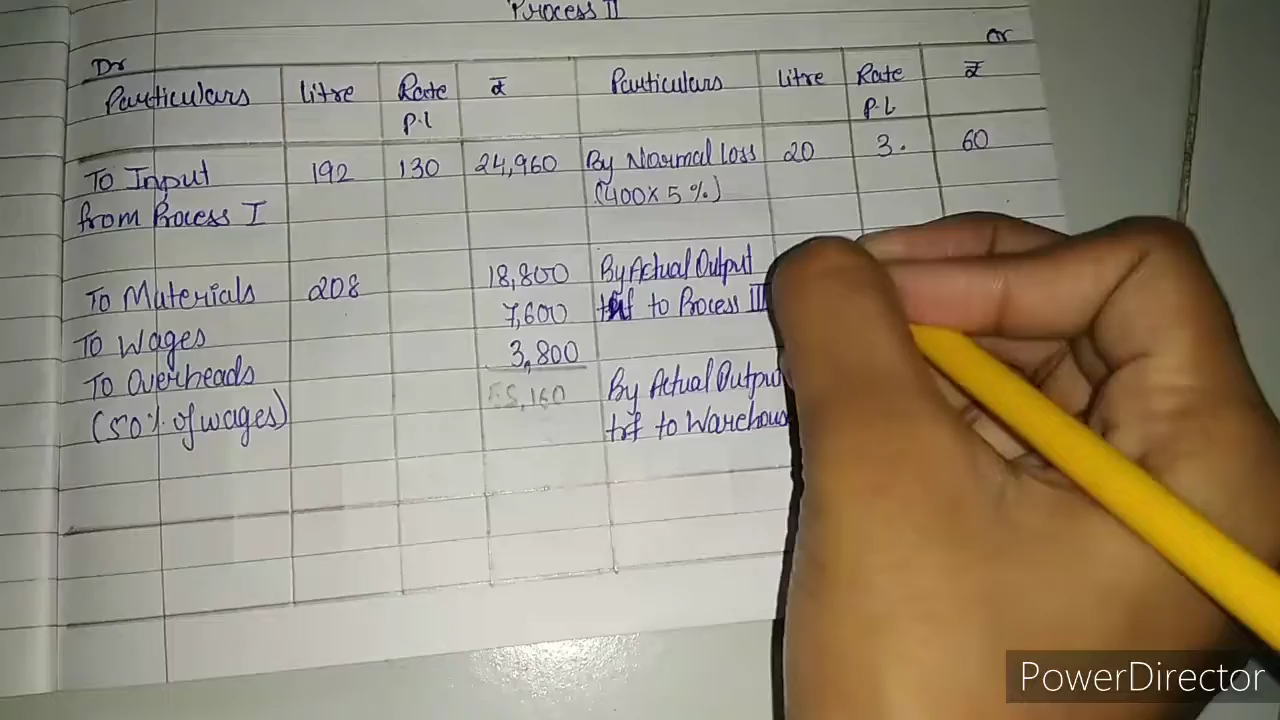 Process II
Dr
Cr
Particulars litre Rate ₹ Particulars litre Rate ₹
P.l P.L
To Input 192 130 24,960 By Normal Loss 20 3. 60
from Process I (400 x 5%)
To Materials 208 18,800 By Actual Output
To Wages 7,600 trf to Process III
To Overheads 3,800
(50% of wages) 55,160 By Actual Output
trf to Warehous
PowerDirector